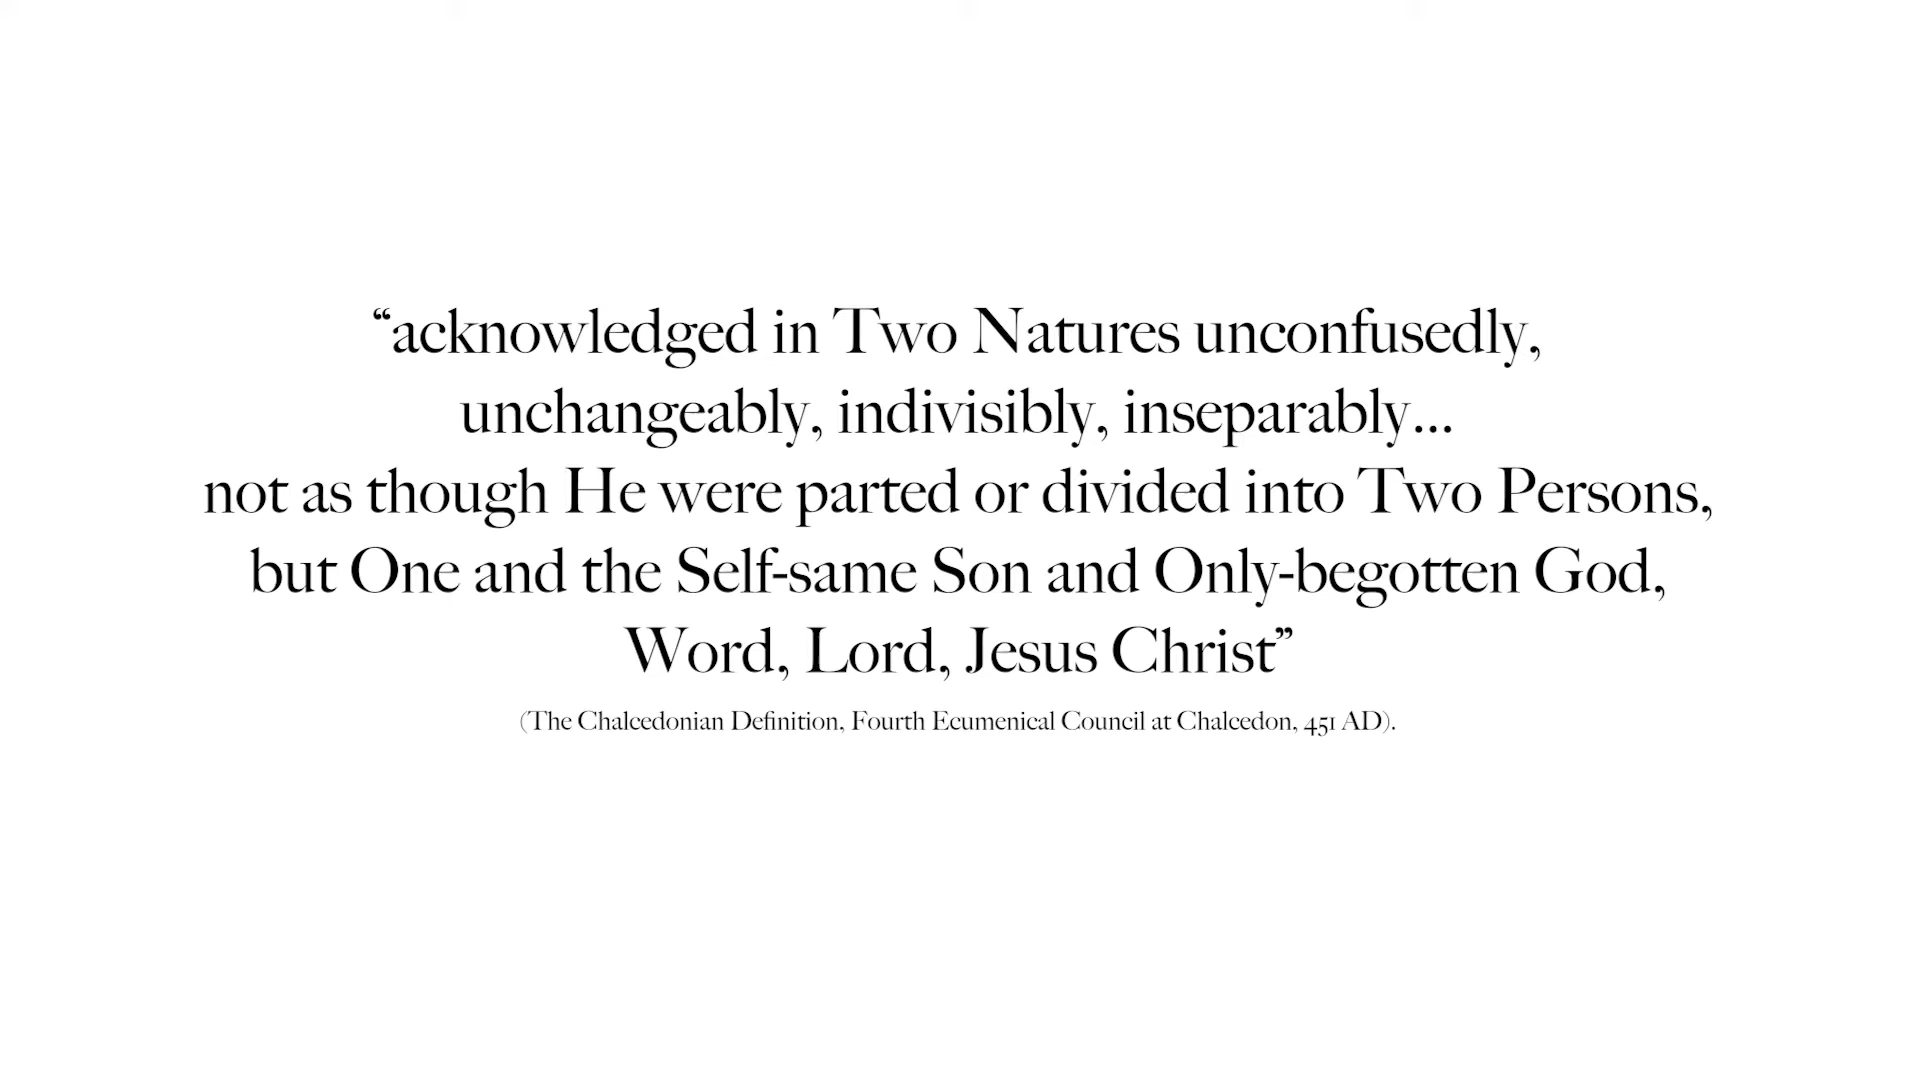 “acknowledged in Two Natures unconfusedly,
unchangeably, indivisibly, inseparably...
not as though He were parted or divided into Two Persons,
but One and the Self-same Son and Only-begotten God,
Word, Lord, Jesus Christ”
(The Chalcedonian Definition, Fourth Ecumenical Council at Chalcedon, 451 AD).